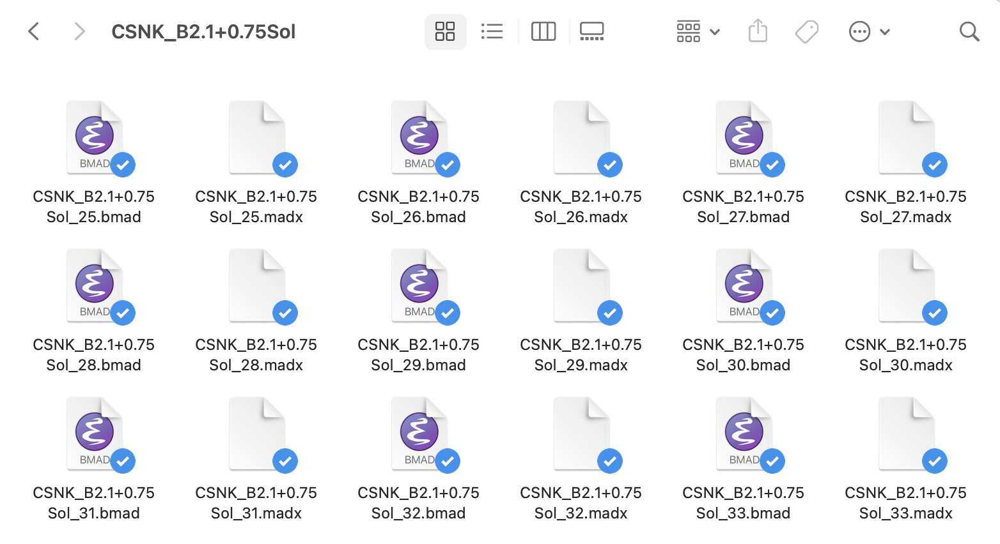 CSNK_B2.1+0.75Sol
BMAD
BMAD
BMAD
CSNK_B2.1+0.75
Sol_25.bmad
CSNK_B2.1+0.75
Sol_25.madx
CSNK_B2.1+0.75
Sol_26.bmad
CSNK_B2.1+0.75
Sol_26.madx
CSNK_B2.1+0.75
Sol_27.bmad
CSNK_B2.1+0.75
Sol_27.madx
BMAD
BMAD
BMAD
CSNK_B2.1+0.75
Sol_28.bmad
CSNK_B2.1+0.75
Sol_28.madx
CSNK_B2.1+0.75
Sol_29.bmad
CSNK_B2.1+0.75
Sol_29.madx
CSNK_B2.1+0.75
Sol_30.bmad
CSNK_B2.1+0.75
Sol_30.madx
BMAD
BMAD
BMAD
CSNK_B2.1+0.75
Sol_31.bmad
CSNK_B2.1+0.75
Sol_31.madx
CSNK_B2.1+0.75
Sol_32.bmad
CSNK_B2.1+0.75
Sol_32.madx
CSNK_B2.1+0.75
Sol_33.bmad
CSNK_B2.1+0.75
Sol_33.madx